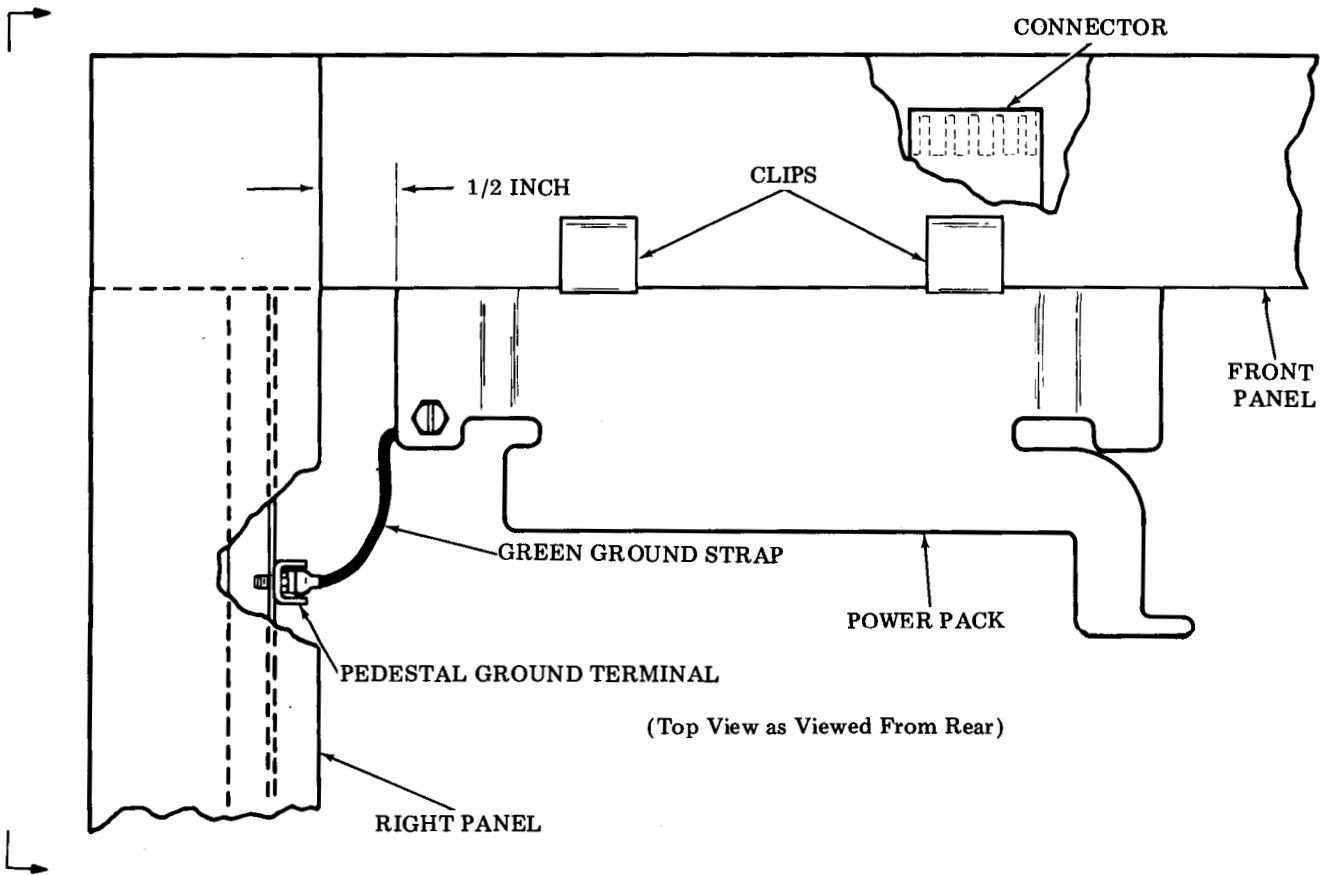 CONNECTOR
1/2 INCH
CLIPS
FRONT
PANEL
GREEN GROUND STRAP
POWER PACK
PEDESTAL GROUND TERMINAL
(Top View as Viewed From Rear)
RIGHT PANEL